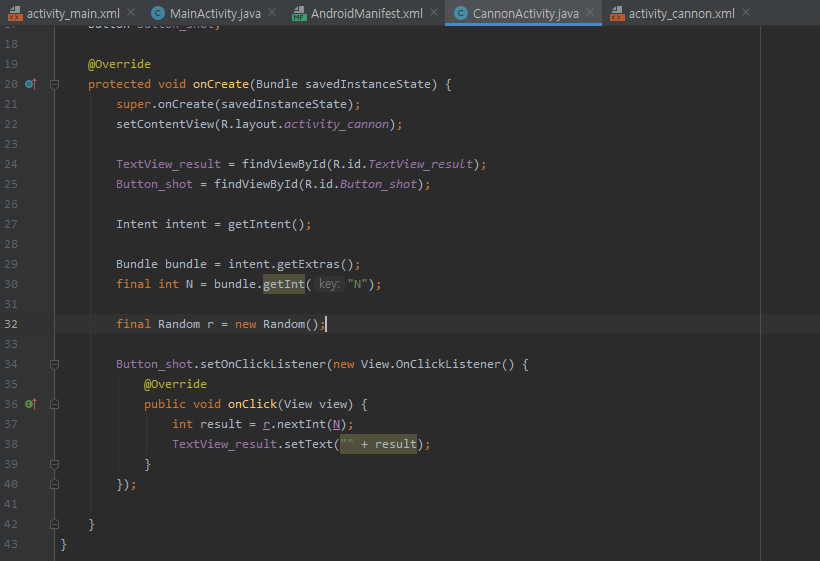 activity_main.xml × MainActivity.java × AndroidManifest.xml × CannonActivity.java × activity_cannon.xml ×
17 Button Button_shot;
18
19 @Override
20 protected void onCreate(Bundle savedInstanceState) {
21 super.onCreate(savedInstanceState);
22 setContentView(R.layout.activity_cannon);
23
24 TextView_result = findViewById(R.id.TextView_result);
25 Button_shot = findViewById(R.id.Button_shot);
26
27 Intent intent = getIntent();
28
29 Bundle bundle = intent.getExtras();
30 final int N = bundle.getInt( key: "N");
31
32 final Random r = new Random();
33
34 Button_shot.setOnClickListener(new View.OnClickListener() {
35 @Override
36 public void onClick(View view) {
37 int result = r.nextInt(N);
38 TextView_result.setText("" + result);
39 }
40 });
41
42 }
43 }